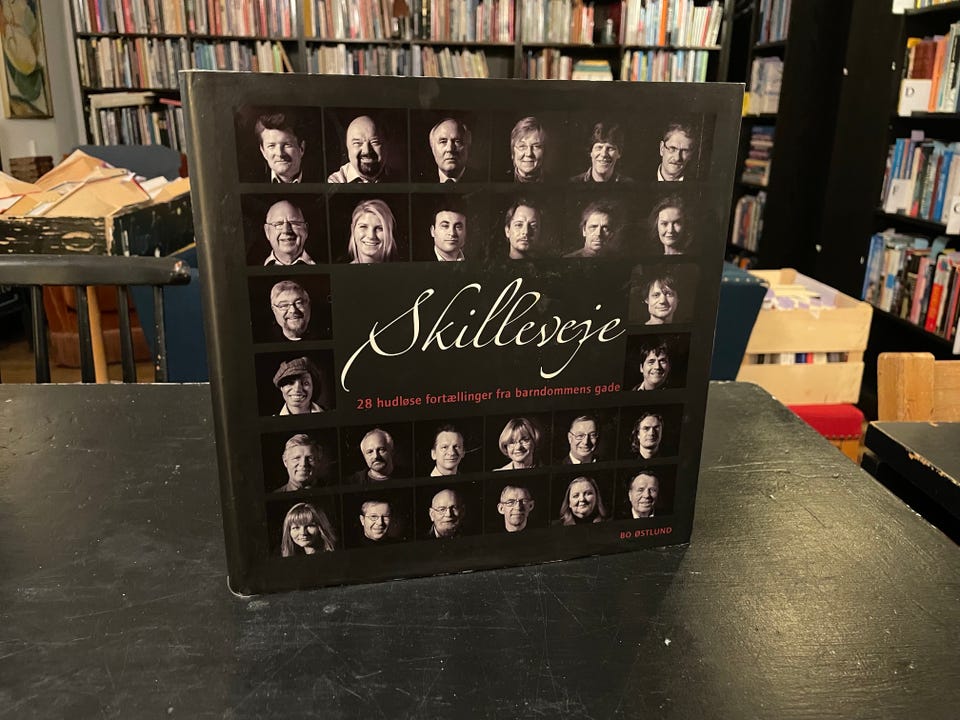 Skilleveje
28 hudløse fortællinger fra barndommens gade
BO ØSTLUND
D